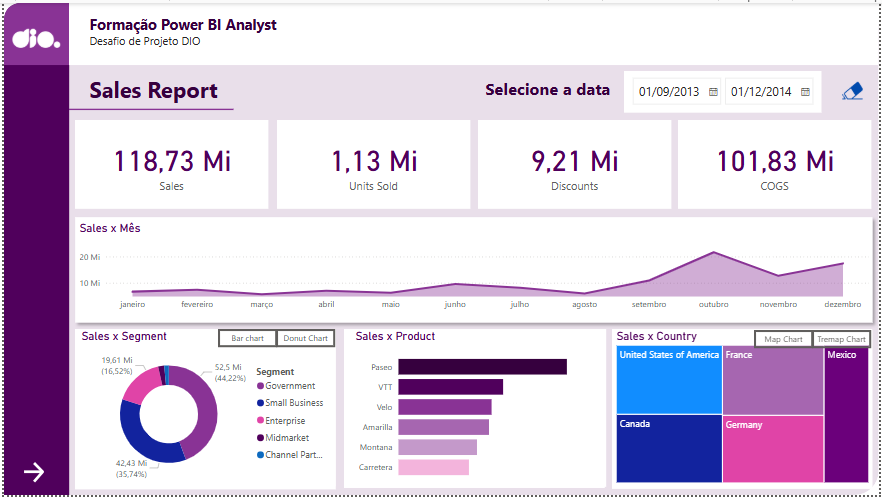 dio.
Formação Power BI Analyst
Desafio de Projeto DIO
Sales Report
Selecione a data
01/09/2013
01/12/2014
118,73 Mi
Sales
1,13 Mi
Units Sold
9,21 Mi
Discounts
101,83 Mi
COGS
Sales x Mês
20 Mi
10 Mi
janeiro fevereiro março abril maio junho julho agosto setembro outubro novembro dezembro
Sales x Segment
Bar chart
Donut Chart
19,61 Mi
(16,52%)
52,5 Mi
(44,22%)
42,43 Mi
(35,74%)
Segment
Government
Small Business
Enterprise
Midmarket
Channel Part...
Sales x Product
Paseo
VTT
Velo
Amarilla
Montana
Carretera
Sales x Country
Map Chart
Tremap Chart
United States of America
France
Mexico
Canada
Germany